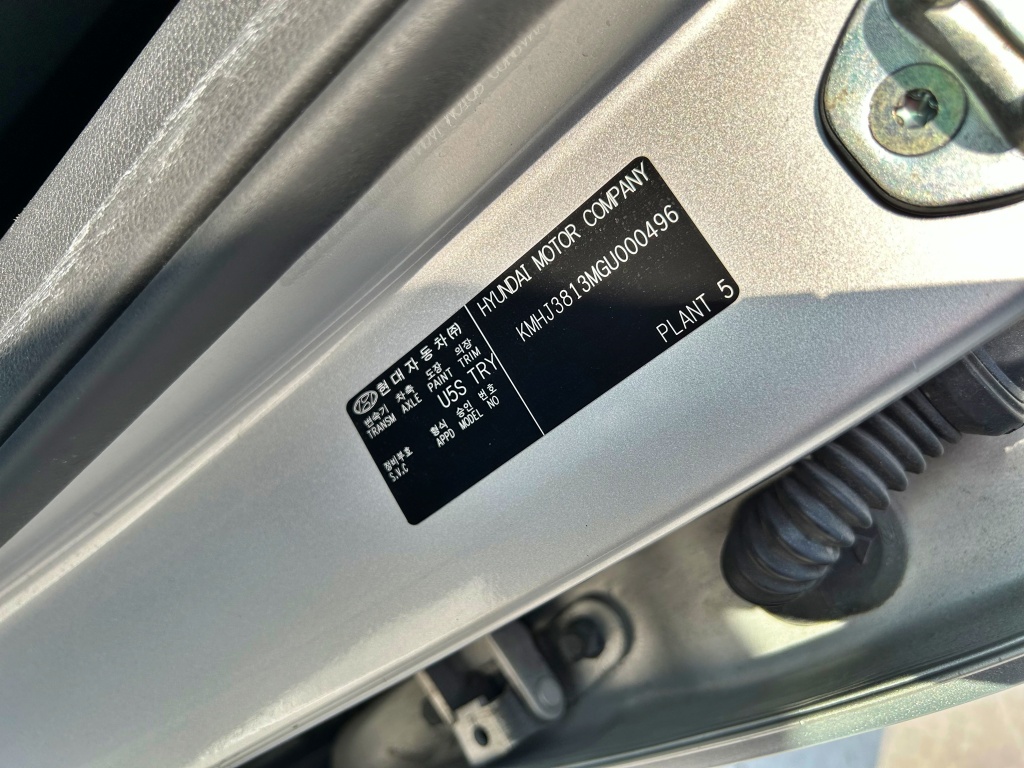 현대자동차㈜
HYUNDAI MOTOR COMPANY
변속기 차축 도장 의장
TRANSM AXLE PAINT TRIM
KMHJ3813MGU000496
U5S TRY
형식 승인 번호
APPD MODEL NO
정비부호
S.V.C
PLANT 5